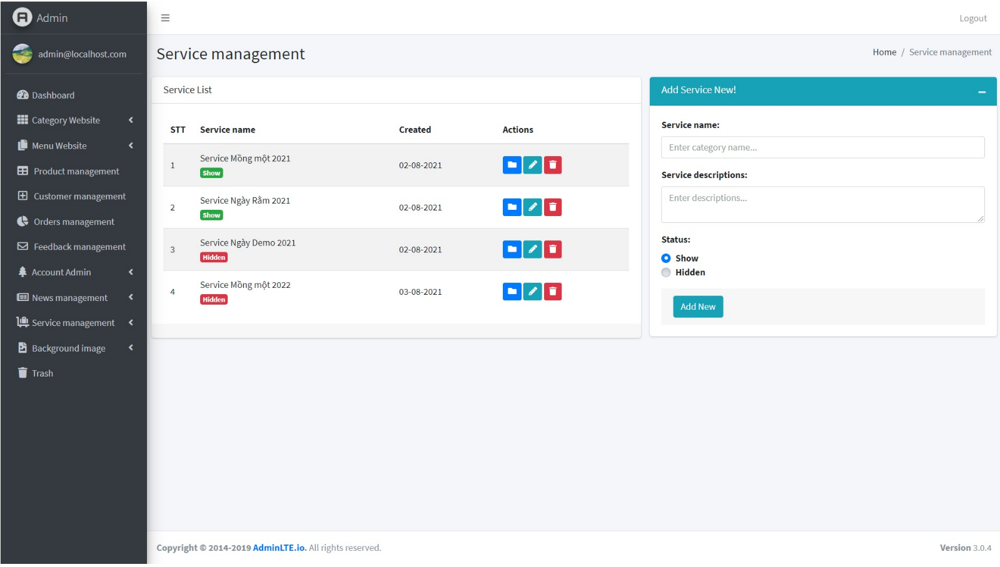 Admin
Logout
admin@localhost.com
Service management
Home / Service management
Dashboard
Category Website
Menu Website
Product management
Customer management
Orders management
Feedback management
Account Admin
News management
Service management
Background image
Trash
Service List
STT Service name Created Actions
1 Service Mồng một 2021 02-08-2021
Show
2 Service Ngày Rằm 2021 02-08-2021
Show
3 Service Ngày Demo 2021 02-08-2021
Hidden
4 Service Mồng một 2022 03-08-2021
Hidden
Add Service New!
Service name:
Enter category name...
Service descriptions:
Enter descriptions...
Status:
Show
Hidden
Add New
Copyright © 2014-2019 AdminLTE.io. All rights reserved.
Version 3.0.4